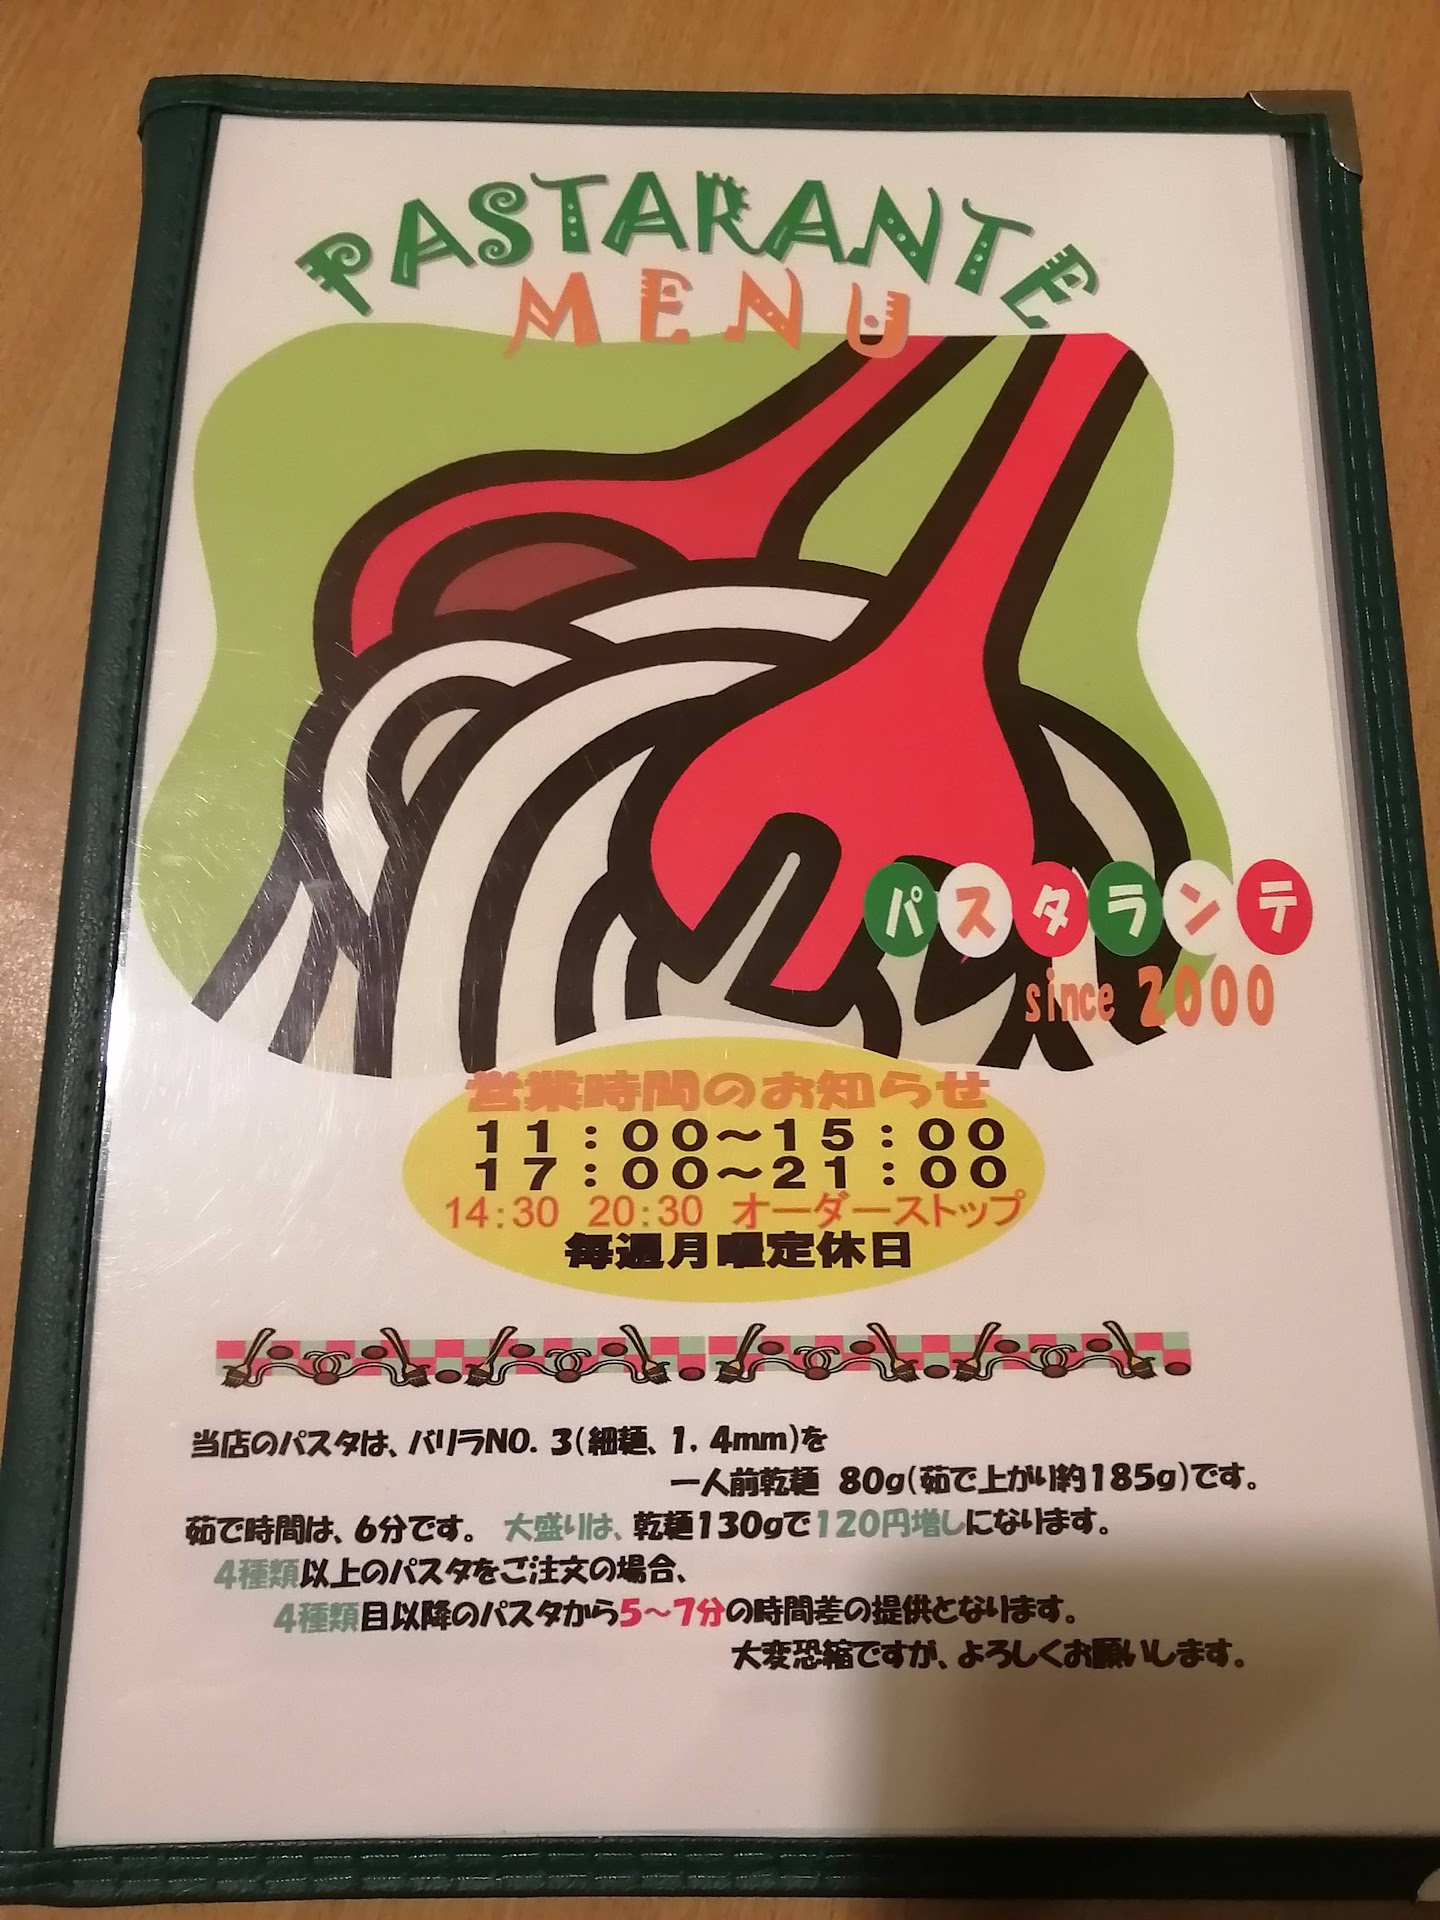 PASTARANTE
MENU
パスタランテ
since 2000
営業時間のお知らせ
11:00~15:00
17:00~21:00
14:30 20:30 オーダーストップ
毎週月曜定休日
当店のパスタは、バリラNO. 3(細麺、1. 4mm)を
一人前乾麺 80g(茹で上がり約185g)です。
茹で時間は、6分です。 大盛りは、乾麺130gで120円増しになります。
4種類以上のパスタをご注文の場合、
4種類目以降のパスタから5~7分の時間差の提供となります。
大変恐縮ですが、よろしくお願いします。